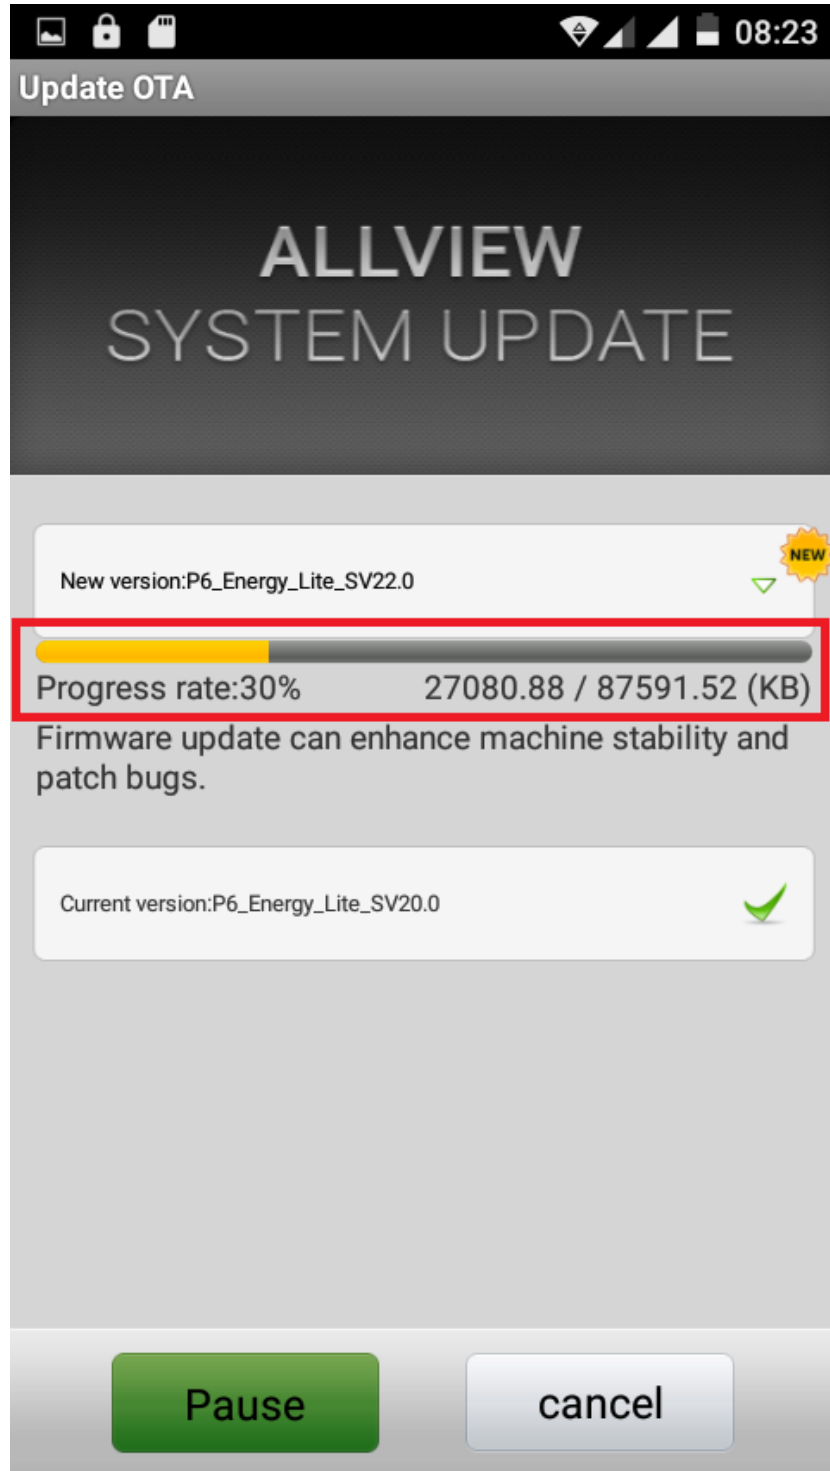 08:23
Update OTA
ALLVIEW
SYSTEM UPDATE
NEW
New version:P6_Energy_Lite_SV22.0
Progress rate:30% 27080.88 / 87591.52 (KB)
Firmware update can enhance machine stability and
patch bugs.
Current version:P6_Energy_Lite_SV20.0
Pause cancel